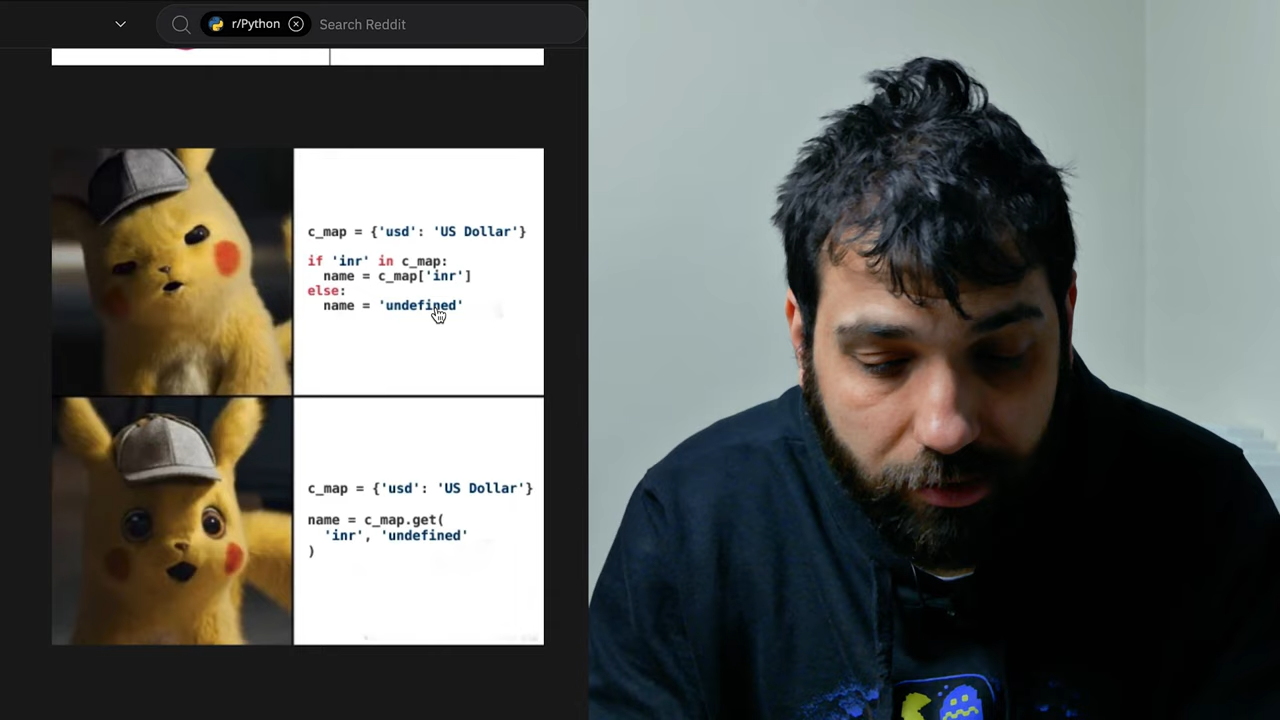 r/Python
Search Reddit
c_map = {'usd': 'US Dollar'}
if 'inr' in c_map:
  name = c_map['inr']
else:
  name = 'undefined'
c_map = {'usd': 'US Dollar'}
name = c_map.get(
  'inr', 'undefined'
)